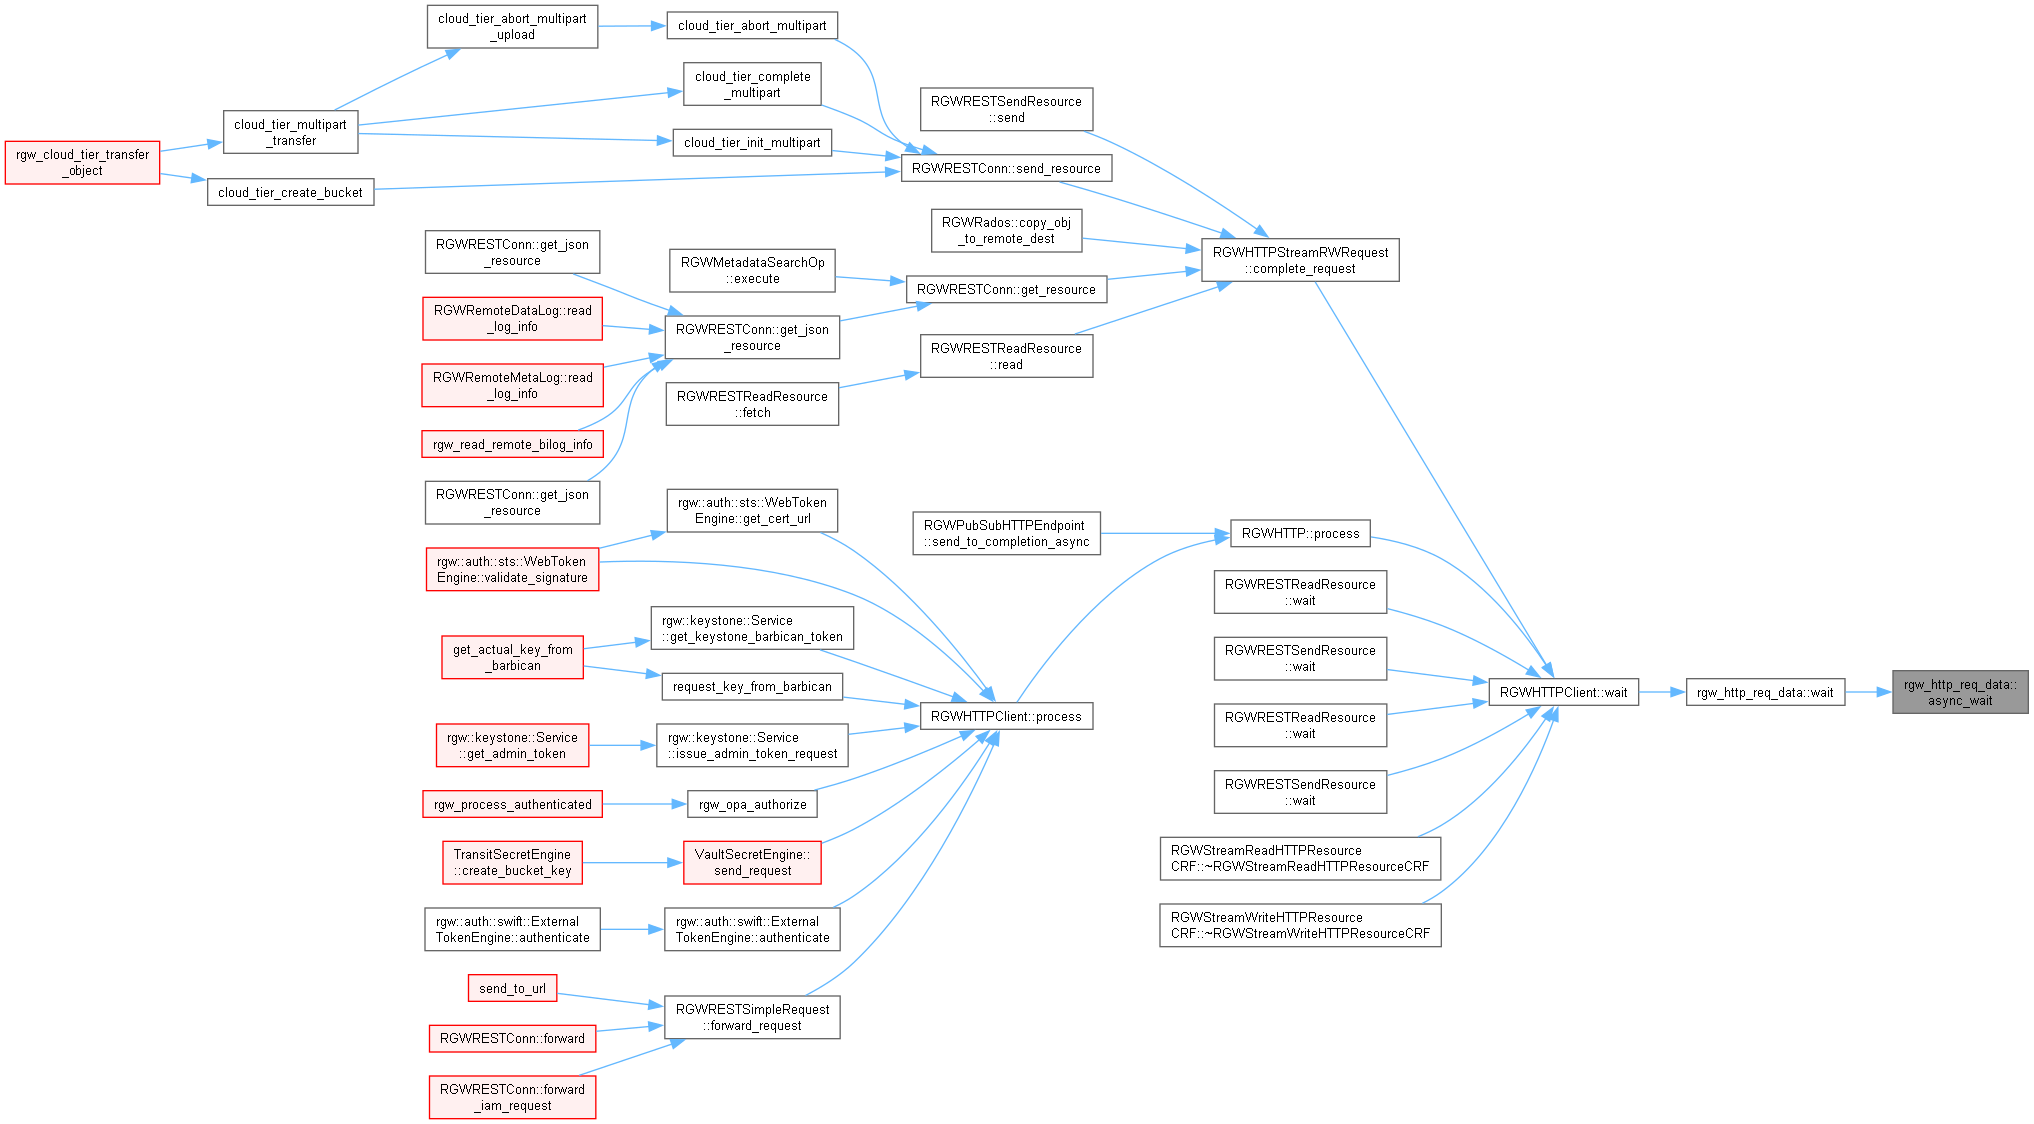 cloud_tier_abort_multipart
_upload
cloud_tier_abort_multipart
cloud_tier_complete
_multipart
RGWRESTSendResource
::send
cloud_tier_multipart
_transfer
cloud_tier_init_multipart
rgw_cloud_tier_transfer
_object
RGWRESTConn::send_resource
cloud_tier_create_bucket
RGWRados::copy_obj
_to_remote_dest
RGWRESTConn::get_json
_resource
RGWHTTPStreamRWRequest
::complete_request
RGWMetadataSearchOp
::execute
RGWRESTConn::get_resource
RGWRemoteDataLog::read
_log_info
RGWRESTConn::get_json
_resource
RGWRESTReadResource
::read
RGWRemoteMetaLog::read
_log_info
RGWRESTReadResource
::fetch
rgw_read_remote_bilog_info
RGWRESTConn::get_json
_resource
rgw::auth::sts::WebToken
Engine::get_cert_url
RGWPubSubHTTPEndpoint
::send_to_completion_async
RGWHTTP::process
rgw::auth::sts::WebToken
Engine::validate_signature
RGWRESTReadResource
::wait
rgw::keystone::Service
::get_keystone_barbican_token
get_actual_key_from
_barbican
RGWRESTSendResource
::wait
request_key_from_barbican
RGWHTTPClient::wait
rgw_http_req_data::wait
rgw_http_req_data::
async_wait
RGWHTTPClient::process
RGWRESTReadResource
::wait
rgw::keystone::Service
::get_admin_token
rgw::keystone::Service
::issue_admin_token_request
RGWRESTSendResource
::wait
rgw_process_authenticated
rgw_opa_authorize
TransitSecretEngine
::create_bucket_key
VaultSecretEngine::
send_request
RGWStreamReadHTTPResource
CRF::~RGWStreamReadHTTPResourceCRF
rgw::auth::swift::External
TokenEngine::authenticate
rgw::auth::swift::External
TokenEngine::authenticate
RGWStreamWriteHTTPResource
CRF::~RGWStreamWriteHTTPResourceCRF
send_to_url
RGWRESTSimpleRequest
::forward_request
RGWRESTConn::forward
RGWRESTConn::forward
_iam_request